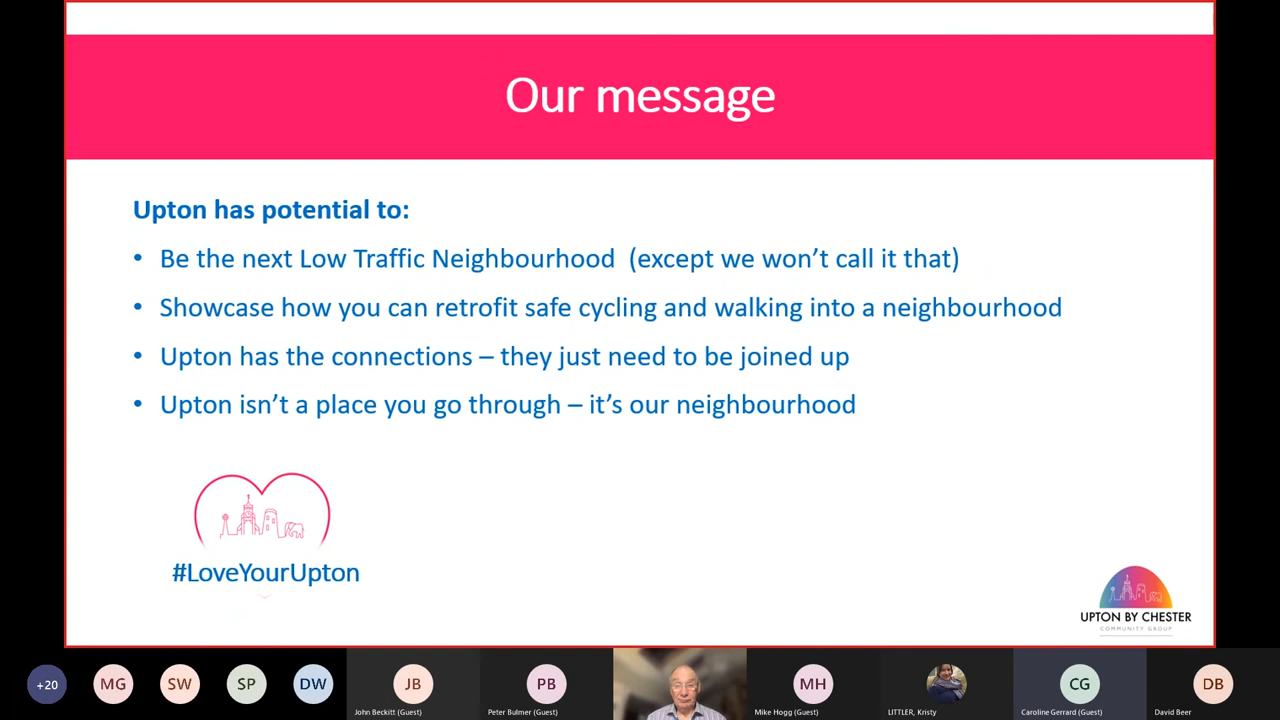 Our message
Upton has potential to:
• Be the next Low Traffic Neighbourhood (except we won't call it that)
• Showcase how you can retrofit safe cycling and walking into a neighbourhood
• Upton has the connections – they just need to be joined up
• Upton isn't a place you go through – it's our neighbourhood
#LoveYourUpton
UPTON BY CHESTER
COMMUNITY GROUP
+20
MG
SW
SP
DW
JB
John Beckitt (Guest)
PB
Peter Bulmer (Guest)
MH
Mike Hogg (Guest)
LITTLER, Kristy
CG
Caroline Gerrard (Guest)
DB
David Beer